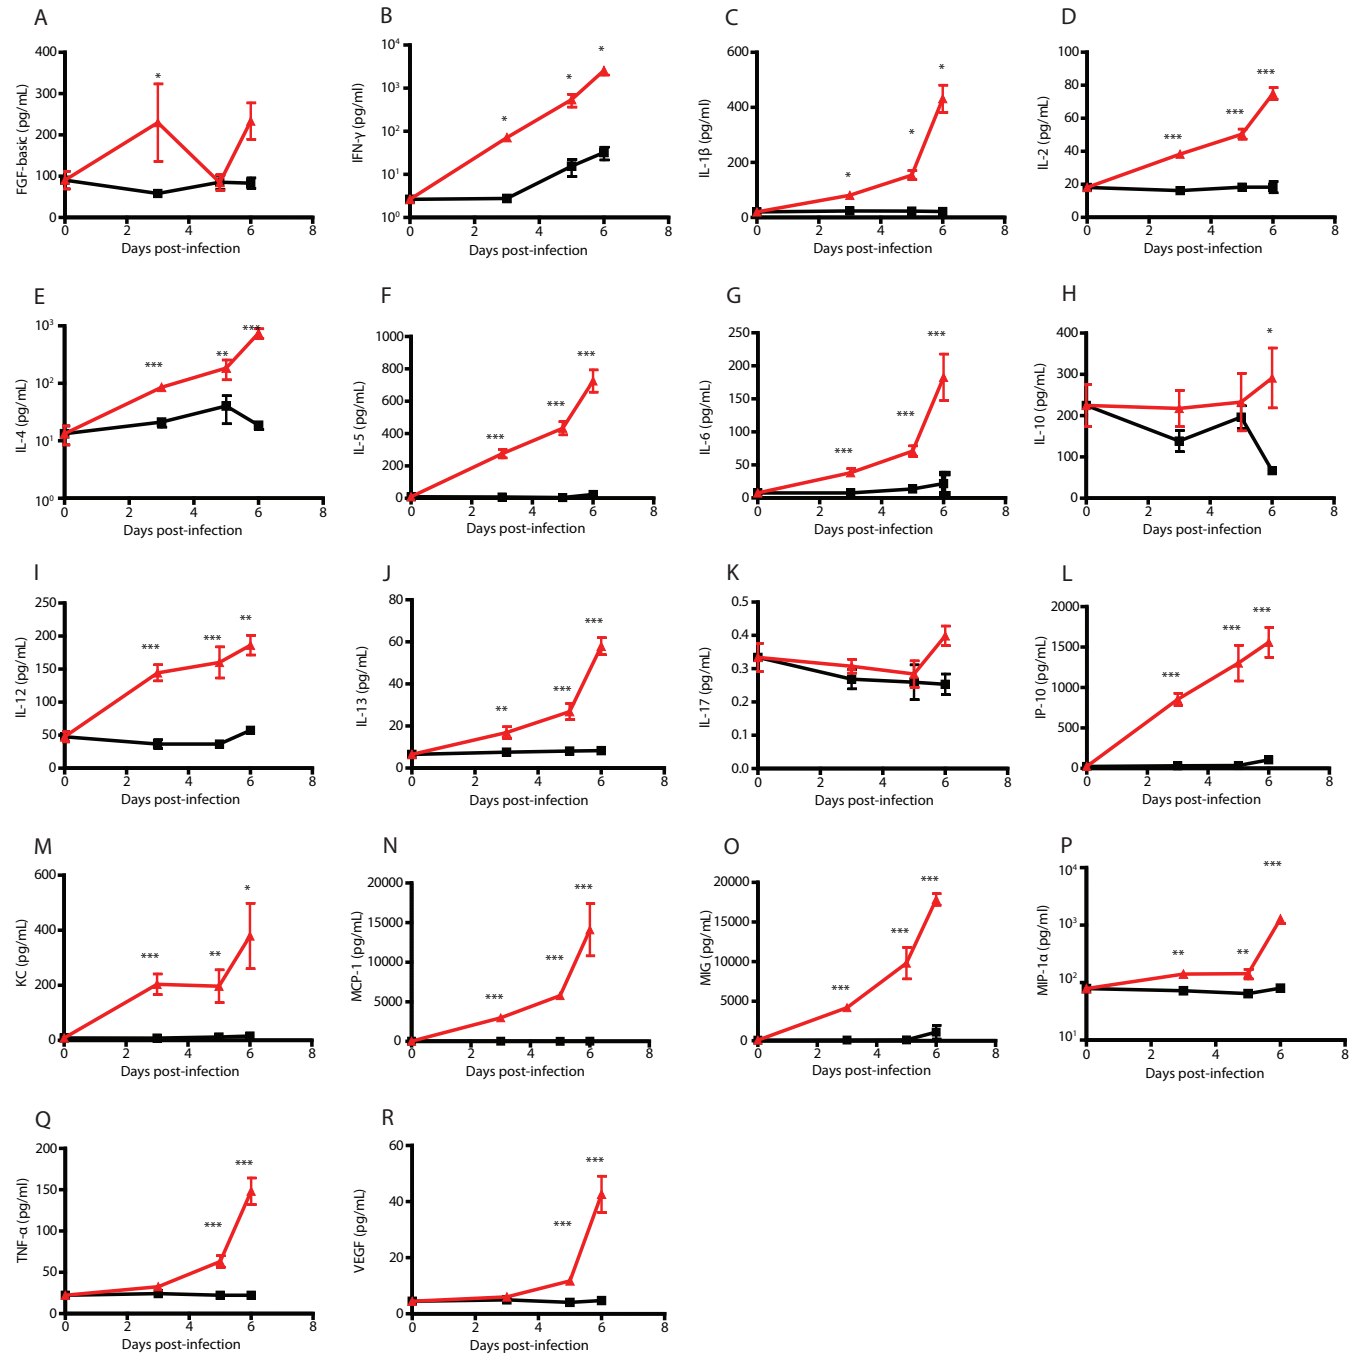 A
FGF-basic (pg/mL)
400
300
200
100
0
*
0 2 4 6 8
Days post-infection
B
IFN-γ (pg/ml)
10⁴
10³
10²
10¹
10⁰
* * *
0 2 4 6 8
Days post-infection
C
IL-1β (pg/ml)
600
400
200
0
* * *
0 2 4 6 8
Days post-infection
D
IL-2 (pg/mL)
100
80
60
40
20
0
*** *** ***
0 2 4 6 8
Days post-infection
E
IL-4 (pg/mL)
10³
10²
10¹
10⁰
*** ** ***
0 2 4 6 8
Days post-infection
F
IL-5 (pg/mL)
1000
800
600
400
200
0
*** *** ***
0 2 4 6 8
Days post-infection
G
IL-6 (pg/mL)
250
200
150
100
50
0
*** *** ***
0 2 4 6 8
Days post-infection
H
IL-10 (pg/mL)
400
300
200
100
0
*
0 2 4 6 8
Days post-infection
I
IL-12 (pg/mL)
250
200
150
100
50
0
*** *** **
0 2 4 6 8
Days post-infection
J
IL-13 (pg/mL)
80
60
40
20
0
** *** ***
0 2 4 6 8
Days post-infection
K
IL-17 (pg/mL)
0.5
0.4
0.3
0.2
0.1
0.0
0 2 4 6 8
Days post-infection
L
IP-10 (pg/mL)
2000
1500
1000
500
0
*** *** ***
0 2 4 6 8
Days post-infection
M
KC (pg/mL)
600
400
200
0
*** ** *
0 2 4 6 8
Days post-infection
N
MCP-1 (pg/mL)
20000
15000
10000
5000
0
*** *** ***
0 2 4 6 8
Days post-infection
O
MIG (pg/mL)
20000
15000
10000
5000
0
*** *** ***
0 2 4 6 8
Days post-infection
P
MIP-1α (pg/ml)
10⁴
10³
10²
10¹
** ** ***
0 2 4 6 8
Days post-infection
Q
TNF-α (pg/ml)
200
150
100
50
0
*** ***
0 2 4 6 8
Days post-infection
R
VEGF (pg/mL)
60
40
20
0
*** ***
0 2 4 6 8
Days post-infection